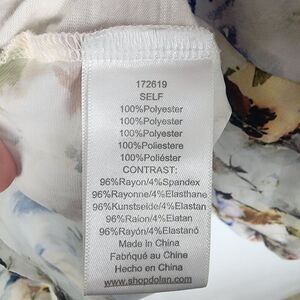 172619
SELF
100%Polyester
100%Polyester
100%Polyester
100%Poliestere
100%Poliéster
CONTRAST:
96%Rayon/4%Spandex
96%Rayonne/4%Elasthane
96%Kunstseide/4%Elastan
96%Raion/4%Elatan
96%Rayón/4%Elastanó
Made in China
Fabriqué au Chine
Hecho en China
www.shopdolan.com